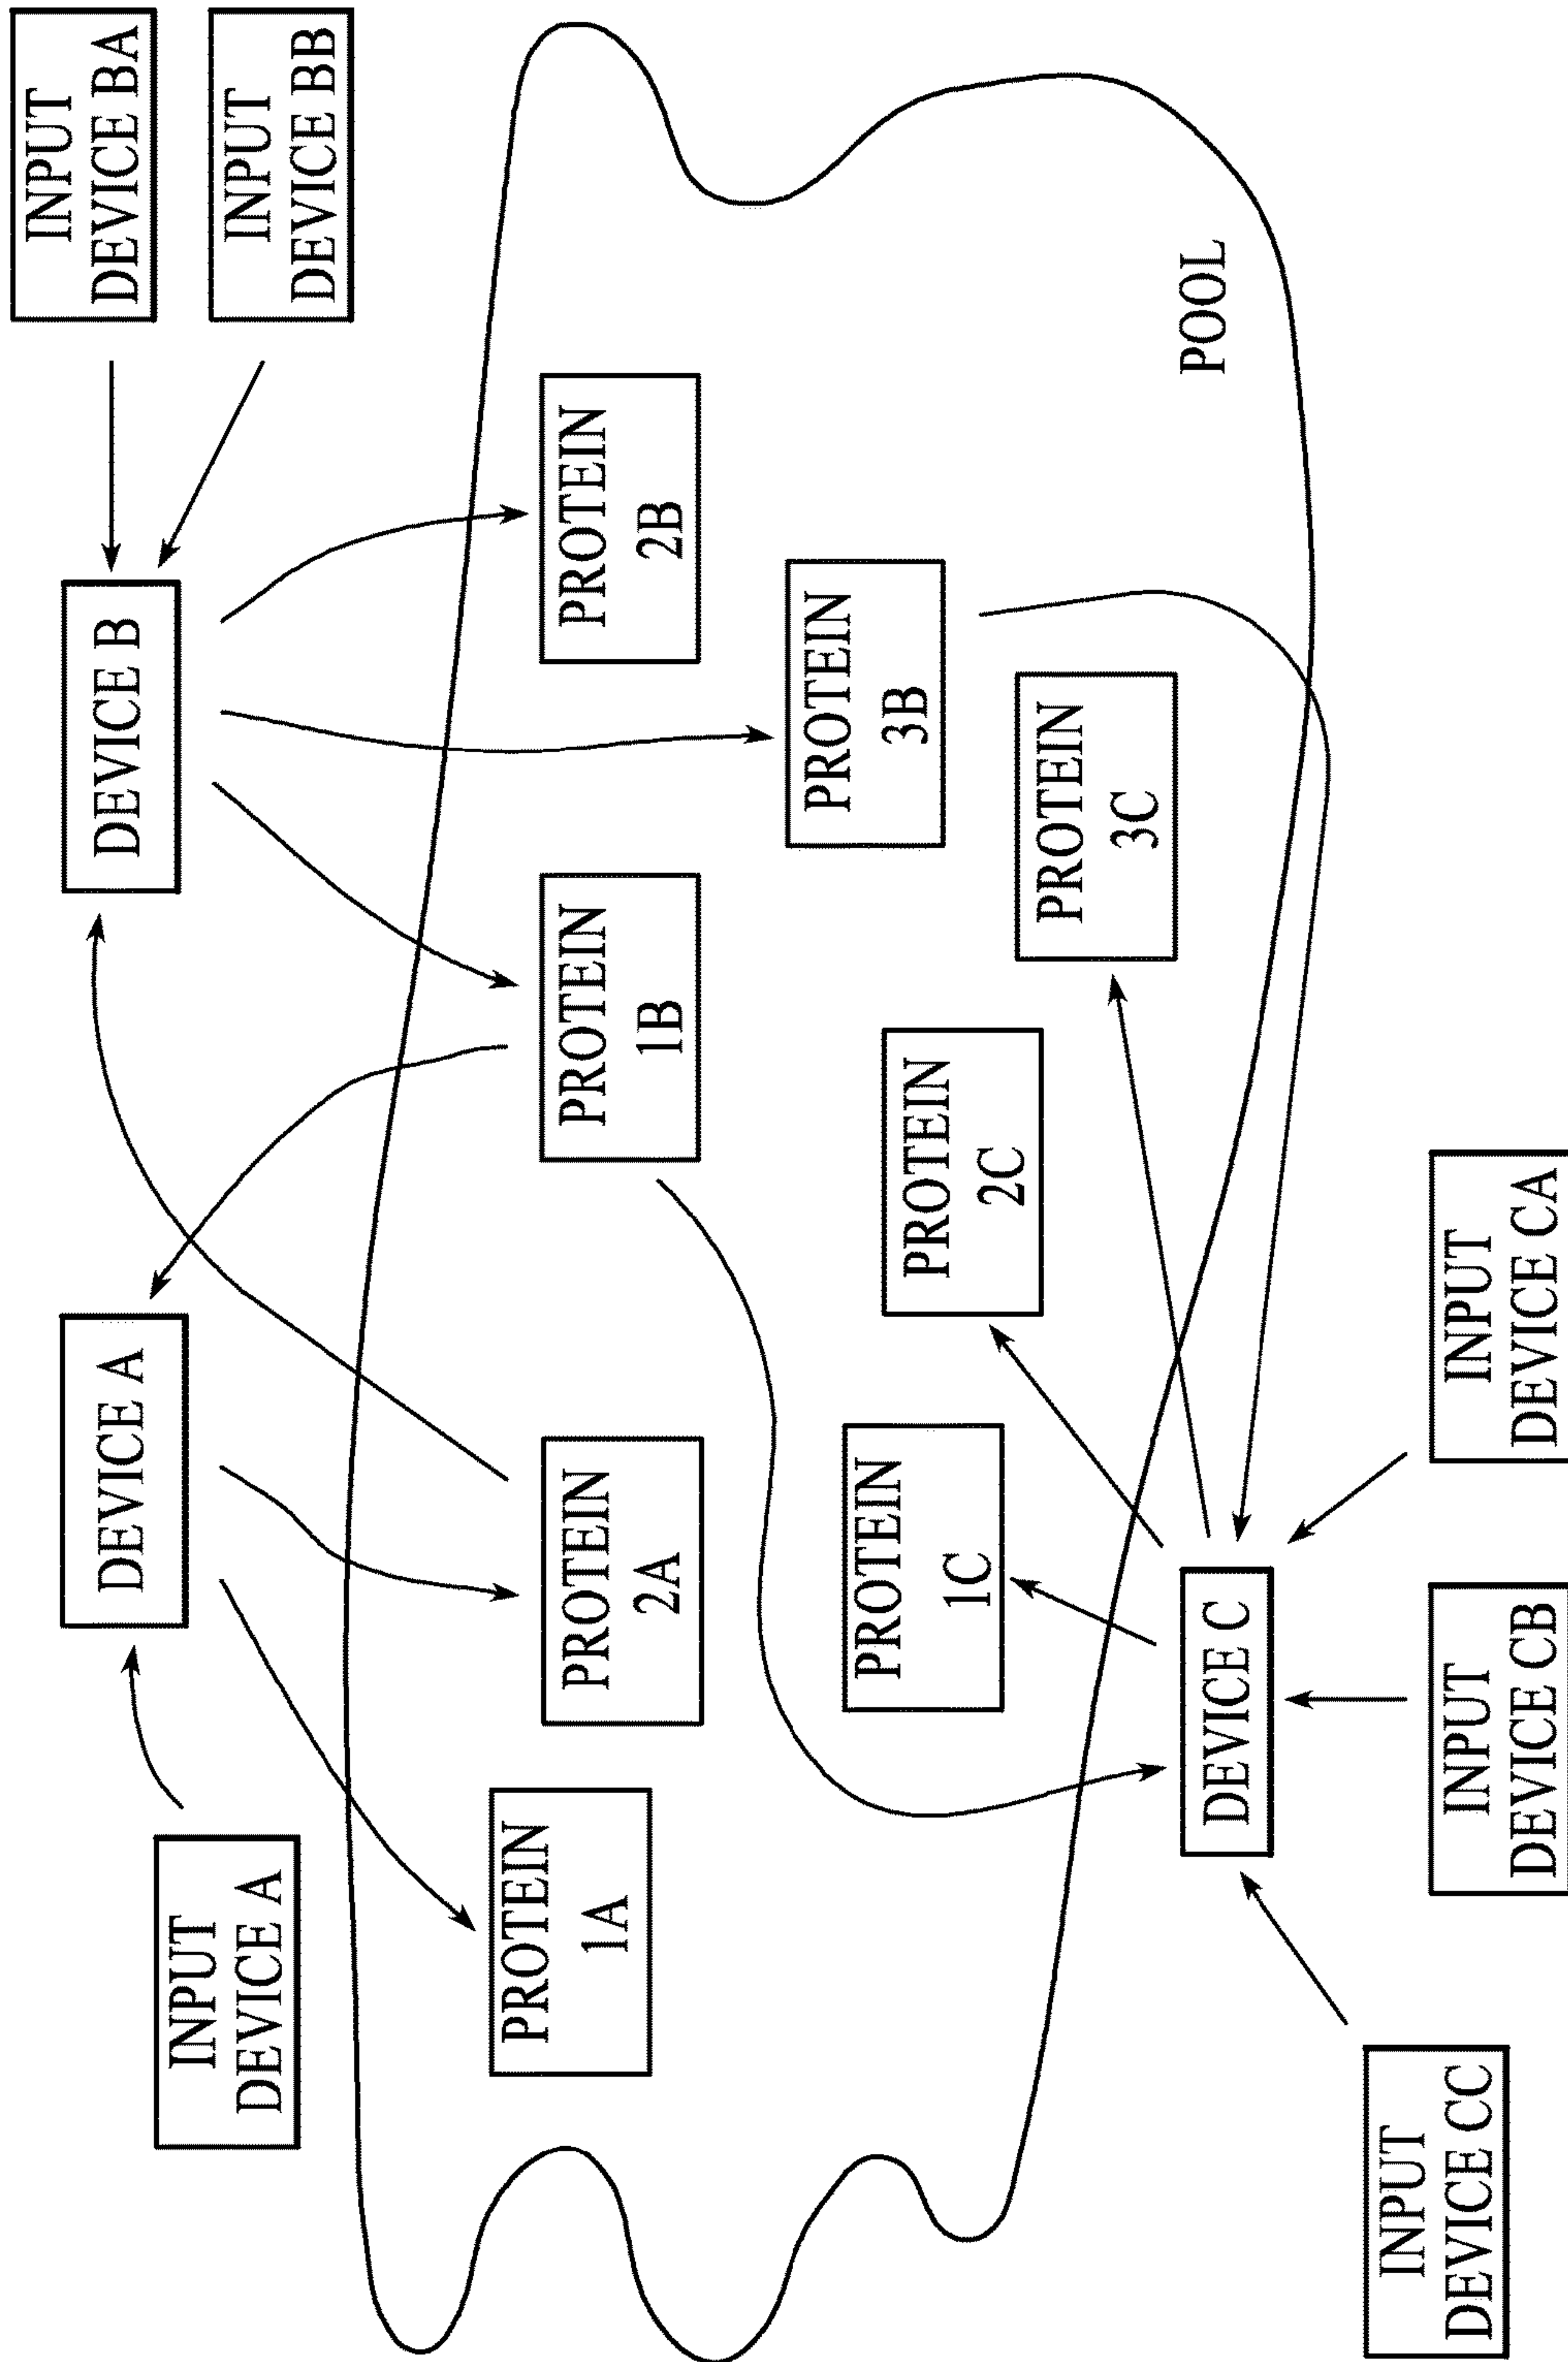 INPUT
DEVICE A
DEVICE A
DEVICE B
INPUT
DEVICE BA
INPUT
DEVICE BB
PROTEIN
1A
PROTEIN
2A
PROTEIN
1B
PROTEIN
2B
PROTEIN
3B
PROTEIN
1C
PROTEIN
2C
PROTEIN
3C
POOL
DEVICE C
INPUT
DEVICE CC
INPUT
DEVICE CB
INPUT
DEVICE CA